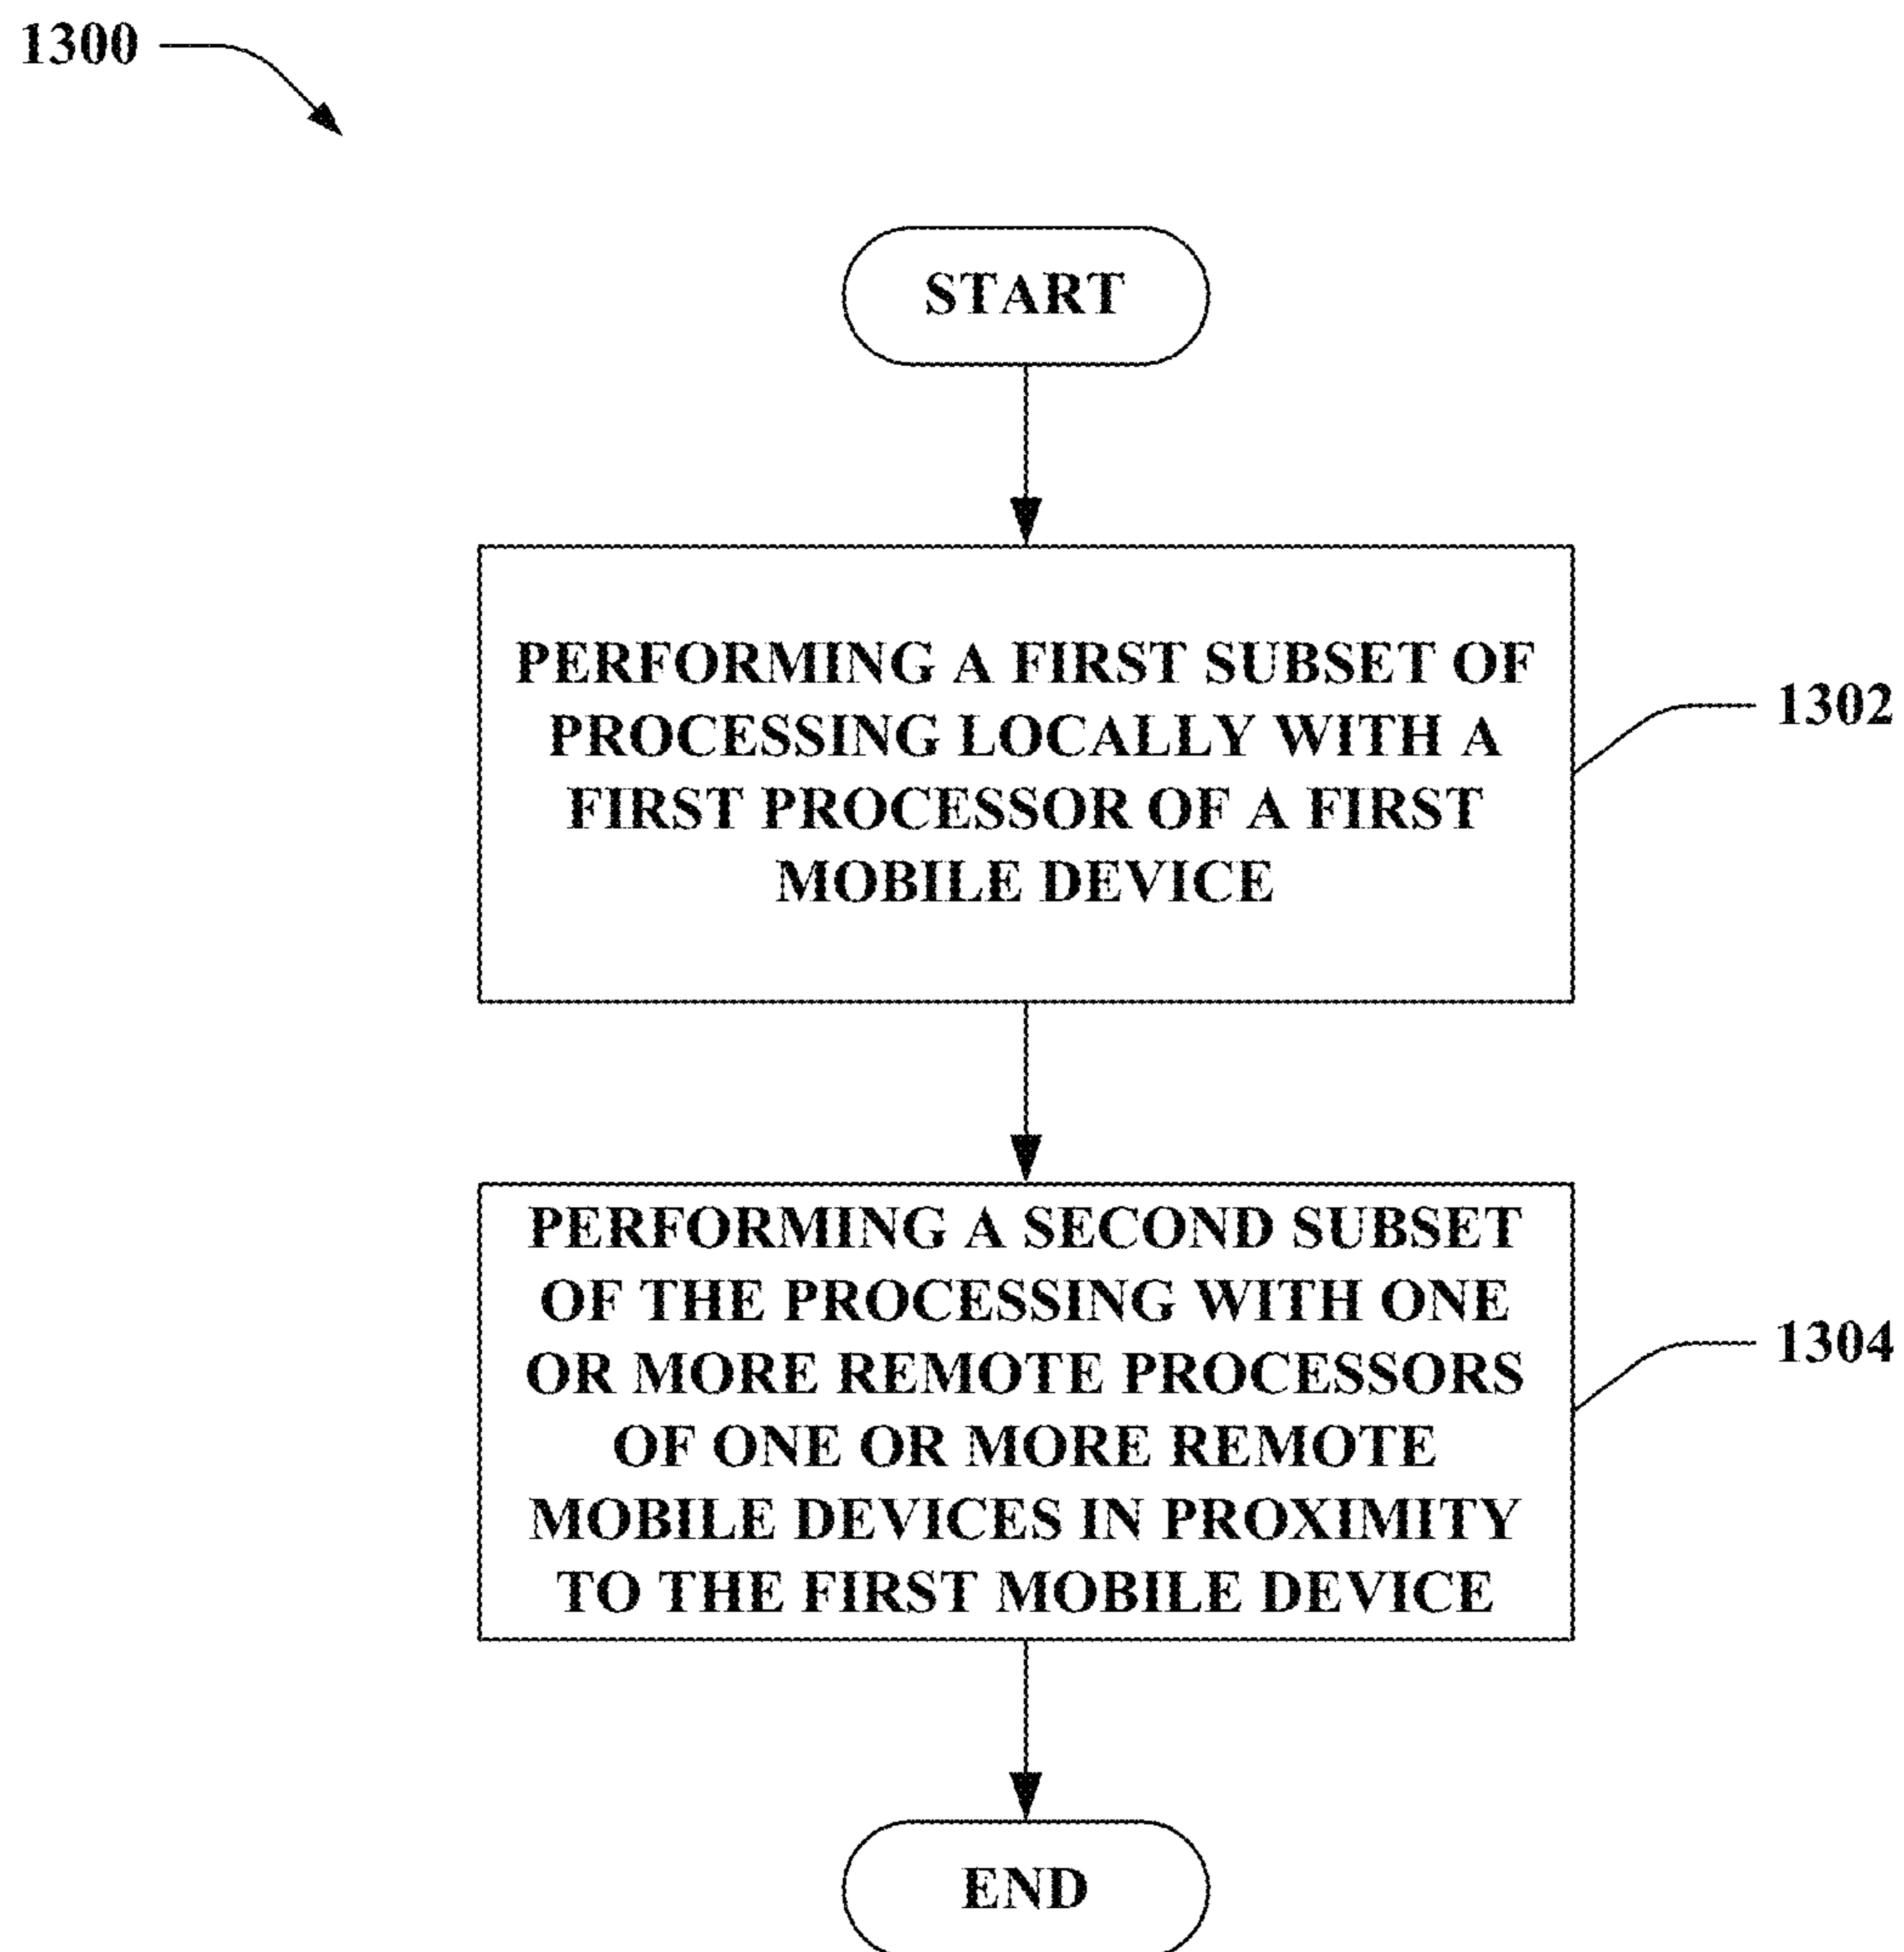 1300
START
PERFORMING A FIRST SUBSET OF
PROCESSING LOCALLY WITH A
FIRST PROCESSOR OF A FIRST
MOBILE DEVICE
1302
PERFORMING A SECOND SUBSET
OF THE PROCESSING WITH ONE
OR MORE REMOTE PROCESSORS
OF ONE OR MORE REMOTE
MOBILE DEVICES IN PROXIMITY
TO THE FIRST MOBILE DEVICE
1304
END